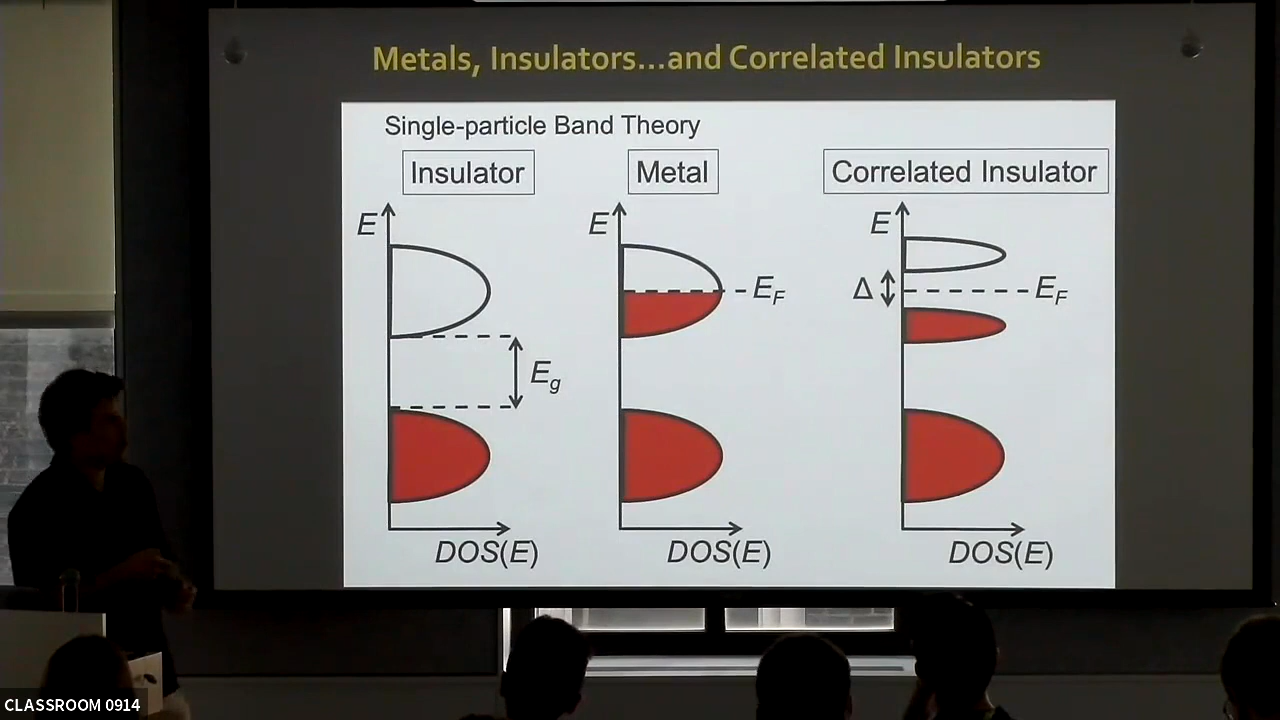 Metals, Insulators...and Correlated Insulators
Single-particle Band Theory
Insulator
Metal
Correlated Insulator
E
E
E
E_F
Δ
E_F
E_g
DOS(E)
DOS(E)
DOS(E)
CLASSROOM 0914